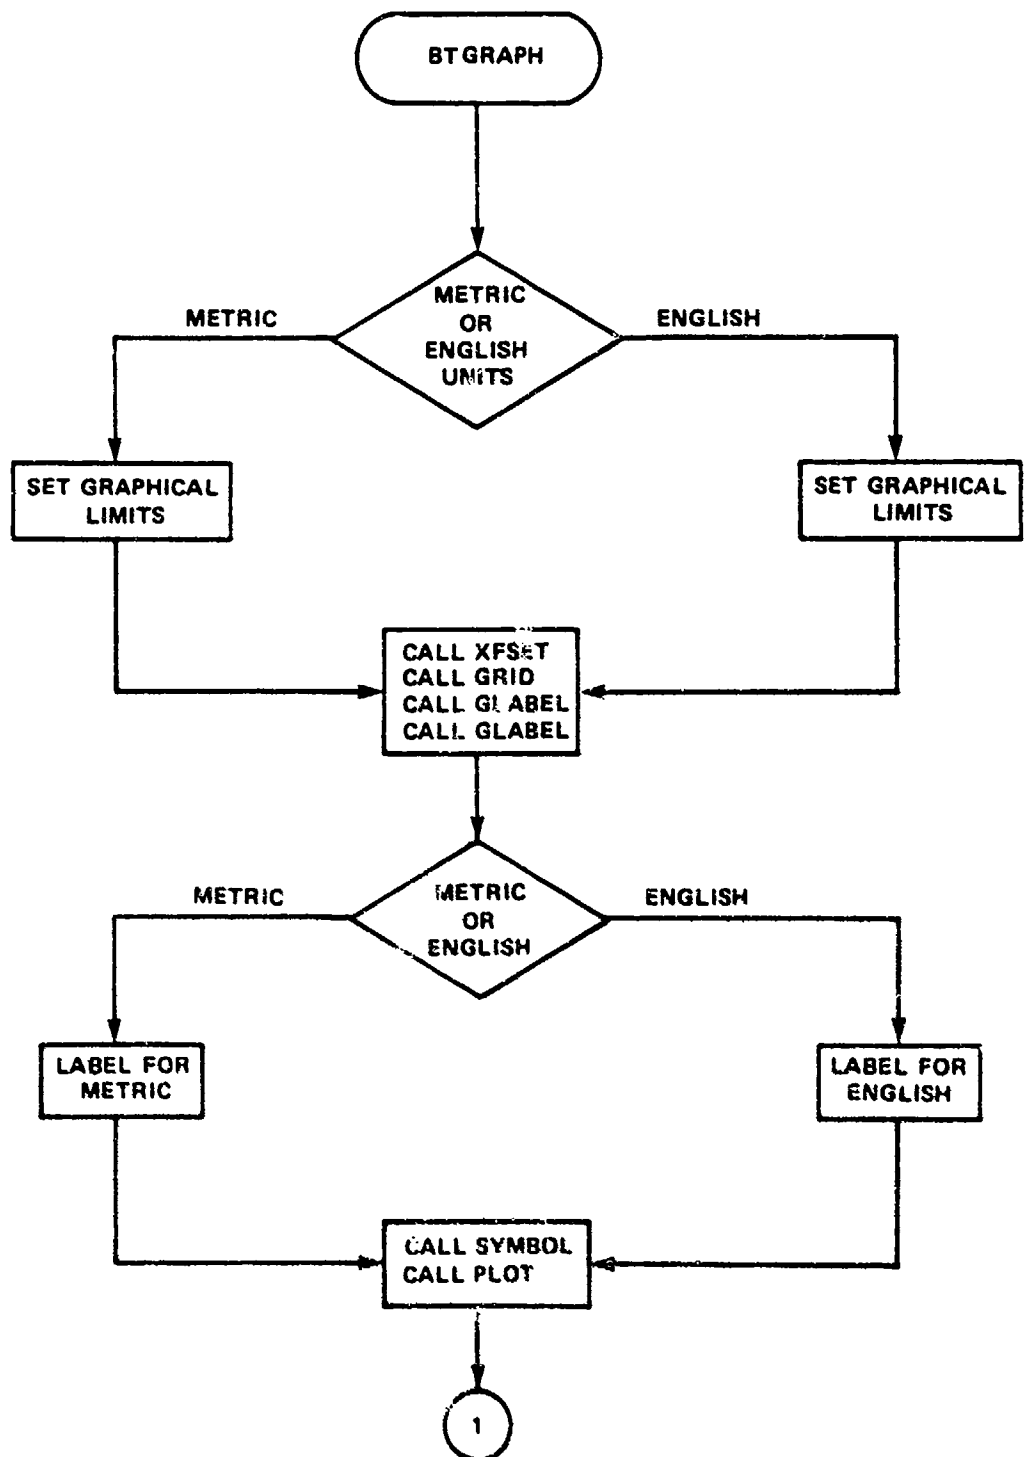 BTGRAPH
METRIC
OR
ENGLISH
UNITS
METRIC
ENGLISH
SET GRAPHICAL
LIMITS
SET GRAPHICAL
LIMITS
CALL XFSET
CALL GRID
CALL GLABEL
CALL GLABEL
METRIC
OR
ENGLISH
METRIC
ENGLISH
LABEL FOR
METRIC
LABEL FOR
ENGLISH
CALL SYMBOL
CALL PLOT
1